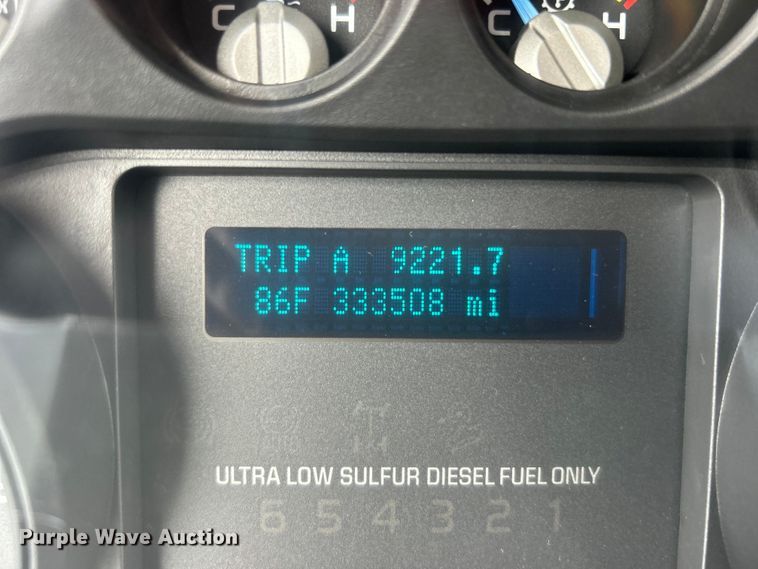 C H C H
TRIP A 9221.7
86F 333508 mi
ULTRA LOW SULFUR DIESEL FUEL ONLY
6 5 4 3 2 1
Purple Wave Auction